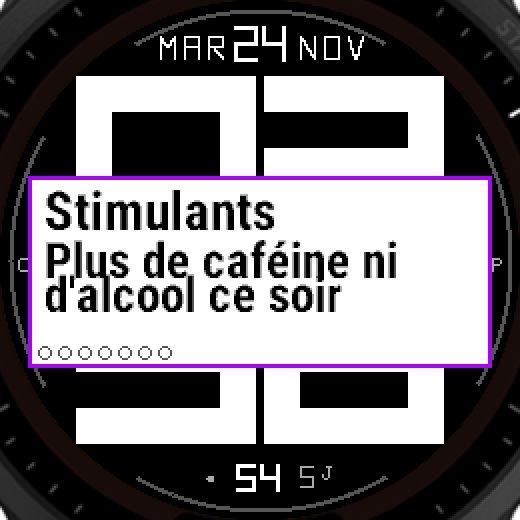 MAR 24 NOV
Stimulants
Plus de caféine ni
d'alcool ce soir
54 5J